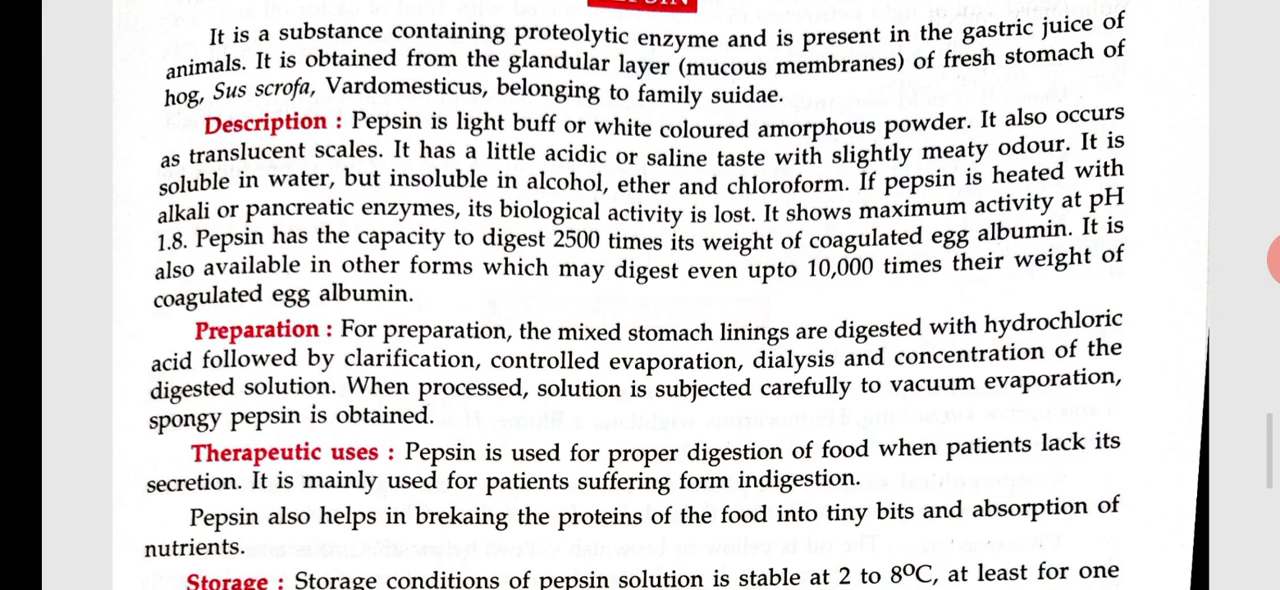 It is a substance containing proteolytic enzyme and is present in the gastric juice of
animals. It is obtained from the glandular layer (mucous membranes) of fresh stomach of
hog, Sus scrofa, Vardomesticus, belonging to family suidae.
Description : Pepsin is light buff or white coloured amorphous powder. It also occurs
as translucent scales. It has a little acidic or saline taste with slightly meaty odour. It is
soluble in water, but insoluble in alcohol, ether and chloroform. If pepsin is heated with
alkali or pancreatic enzymes, its biological activity is lost. It shows maximum activity at pH
1.8. Pepsin has the capacity to digest 2500 times its weight of coagulated egg albumin. It is
also available in other forms which may digest even upto 10,000 times their weight of
coagulated egg albumin.
Preparation : For preparation, the mixed stomach linings are digested with hydrochloric
acid followed by clarification, controlled evaporation, dialysis and concentration of the
digested solution. When processed, solution is subjected carefully to vacuum evaporation,
spongy pepsin is obtained.
Therapeutic uses : Pepsin is used for proper digestion of food when patients lack its
secretion. It is mainly used for patients suffering form indigestion.
Pepsin also helps in brekaing the proteins of the food into tiny bits and absorption of
nutrients.
Storage : Storage conditions of pepsin solution is stable at 2 to 8ºC, at least for one